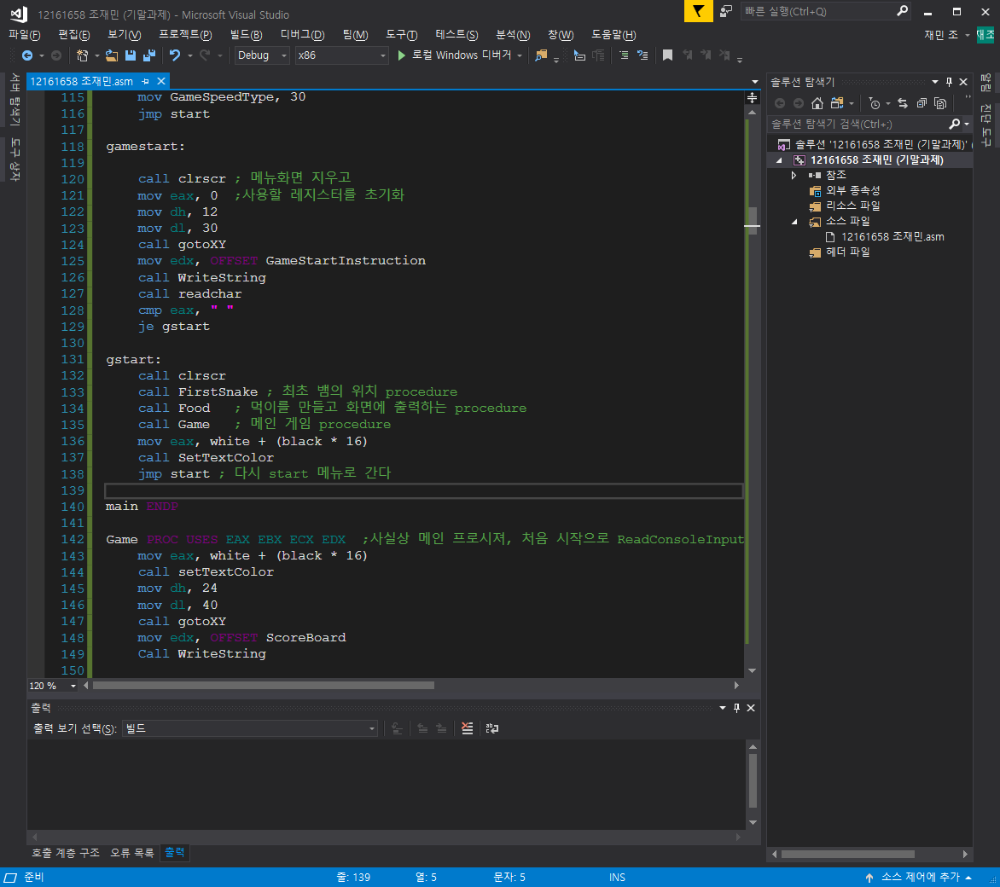 12161658 조재민 (기말과제) - Microsoft Visual Studio
빠른 실행(Ctrl+Q)
파일(F) 편집(E) 보기(V) 프로젝트(P) 빌드(B) 디버그(D) 팀(M) 도구(T) 테스트(S) 분석(N) 창(W) 도움말(H)
재민 조
재조
Debug x86 로컬 Windows 디버거
서버 탐색기
도구 상자
12161658 조재민.asm
115 mov GameSpeedType, 30
116 jmp start
117
118 gamestart:
119
120 call clrscr ; 메뉴화면 지우고
121 mov eax, 0 ;사용할 레지스터를 초기화
122 mov dh, 12
123 mov dl, 30
124 call gotoXY
125 mov edx, OFFSET GameStartInstruction
126 call WriteString
127 call readchar
128 cmp eax, " "
129 je gstart
130
131 gstart:
132 call clrscr
133 call FirstSnake ; 최초 뱀의 위치 procedure
134 call Food ; 먹이를 만들고 화면에 출력하는 procedure
135 call Game ; 메인 게임 procedure
136 mov eax, white + (black * 16)
137 call SetTextColor
138 jmp start ; 다시 start 메뉴로 간다
139
140 main ENDP
141
142 Game PROC USES EAX EBX ECX EDX ;사실상 메인 프로시져, 처음 시작으로 ReadConsoleInput
143 mov eax, white + (black * 16)
144 call setTextColor
145 mov dh, 24
146 mov dl, 40
147 call gotoXY
148 mov edx, OFFSET ScoreBoard
149 Call WriteString
150
120 %
출력
출력 보기 선택(S): 빌드
호출 계층 구조 오류 목록 출력
솔루션 탐색기
솔루션 탐색기 검색(Ctrl+;)
솔루션 '12161658 조재민 (기말과제)' (
12161658 조재민 (기말과제)
참조
외부 종속성
리소스 파일
소스 파일
12161658 조재민.asm
헤더 파일
알림
진단 도구
준비 줄: 139 열: 5 문자: 5 INS 소스 제어에 추가